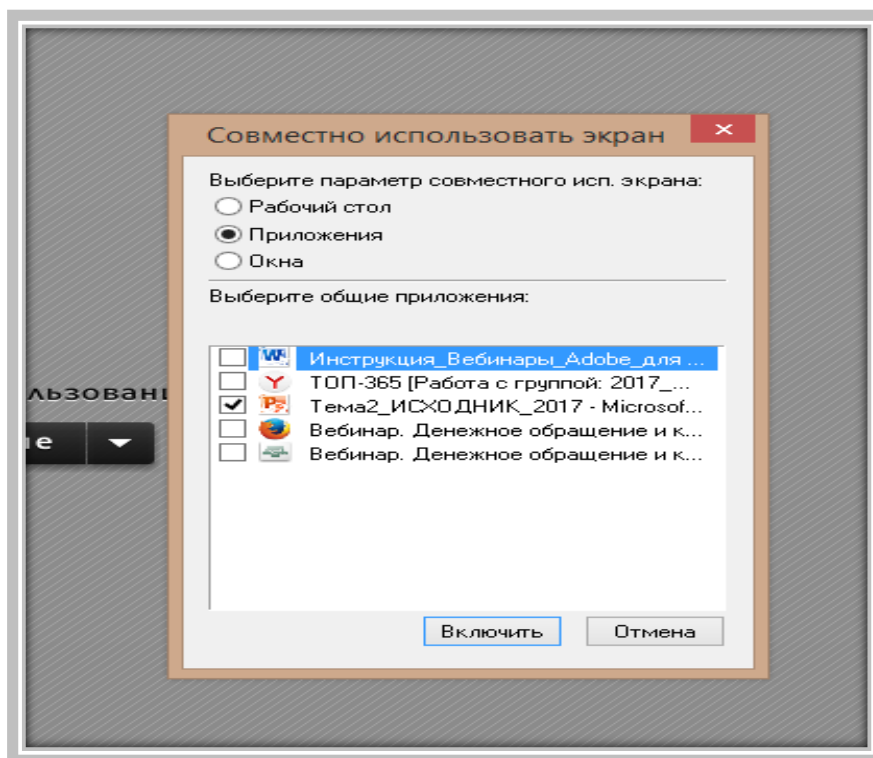 Совместно использовать экран
Выберите параметр совместного исп. экрана:
Рабочий стол
Приложения
Окна
Выберите общие приложения:
Инструкция_Вебинары_Adobe_для ...
ТОП-365 [Работа с группой: 2017_...
Тема2_ИСХОДНИК_2017 - Microsof...
льзовани
Вебинар. Денежное обращение и к...
ие
Вебинар. Денежное обращение и к...
Включить Отмена